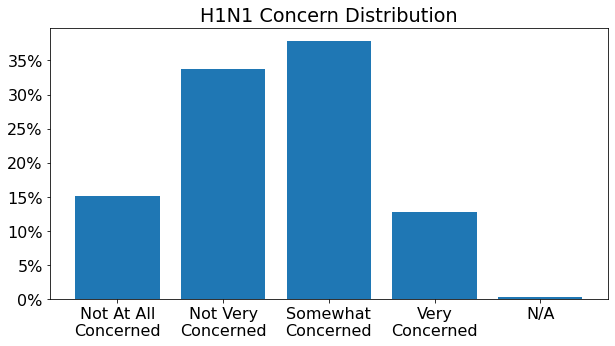 H1N1 Concern Distribution
35%
30%
25%
20%
15%
10%
5%
0%
Not At All
Concerned
Not Very
Concerned
Somewhat
Concerned
Very
Concerned
N/A